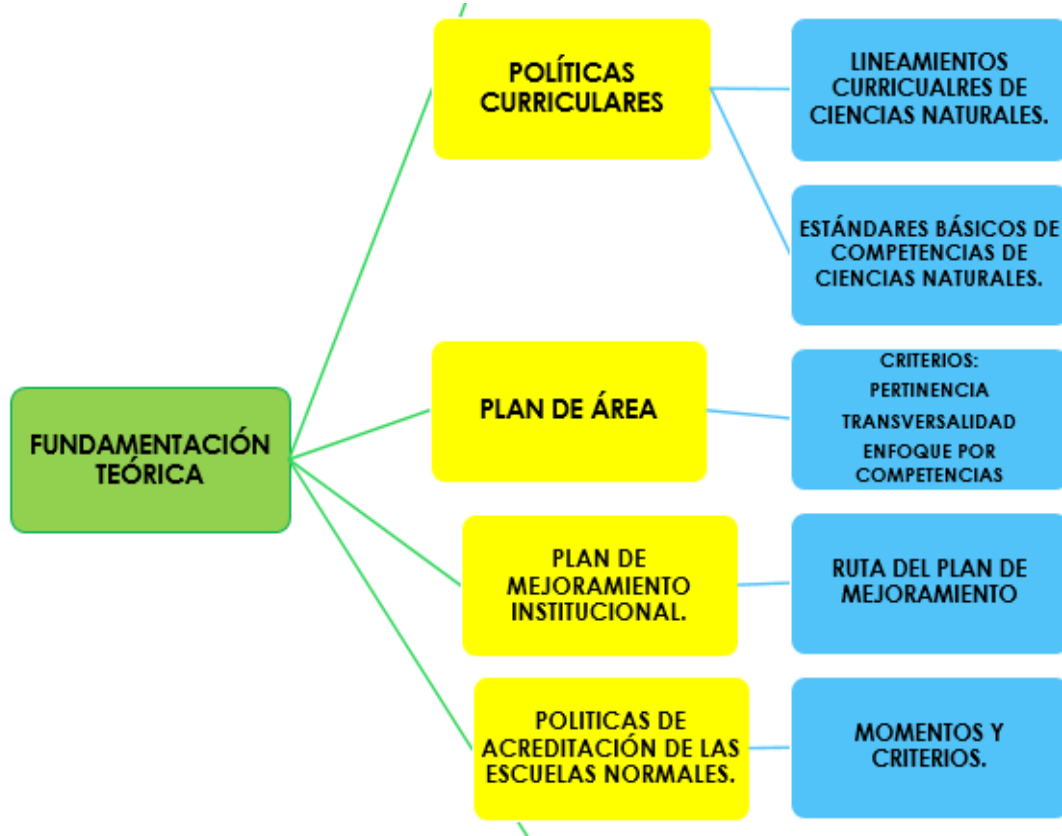 POLÍTICAS
CURRICULARES
LINEAMIENTOS
CURRICUALRES DE
CIENCIAS NATURALES.
ESTÁNDARES BÁSICOS DE
COMPETENCIAS DE
CIENCIAS NATURALES.
FUNDAMENTACIÓN
TEÓRICA
PLAN DE ÁREA
CRITERIOS:
PERTINENCIA
TRANSVERSALIDAD
ENFOQUE POR
COMPETENCIAS
PLAN DE
MEJORAMIENTO
INSTITUCIONAL.
RUTA DEL PLAN DE
MEJORAMIENTO
POLITICAS DE
ACREDITACIÓN DE LAS
ESCUELAS NORMALES.
MOMENTOS Y
CRITERIOS.